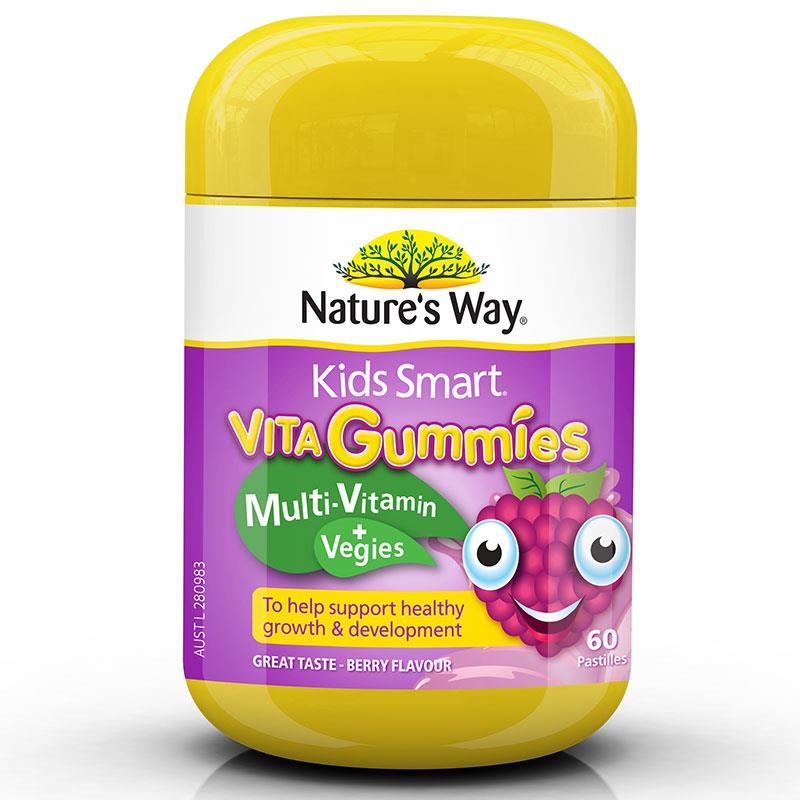 Nature's Way®
Kids Smart®
VITA Gummies
Multi-Vitamin
+
Vegies
To help support healthy
growth & development
GREAT TASTE - BERRY FLAVOUR
60
Pastilles
AUST L 280983